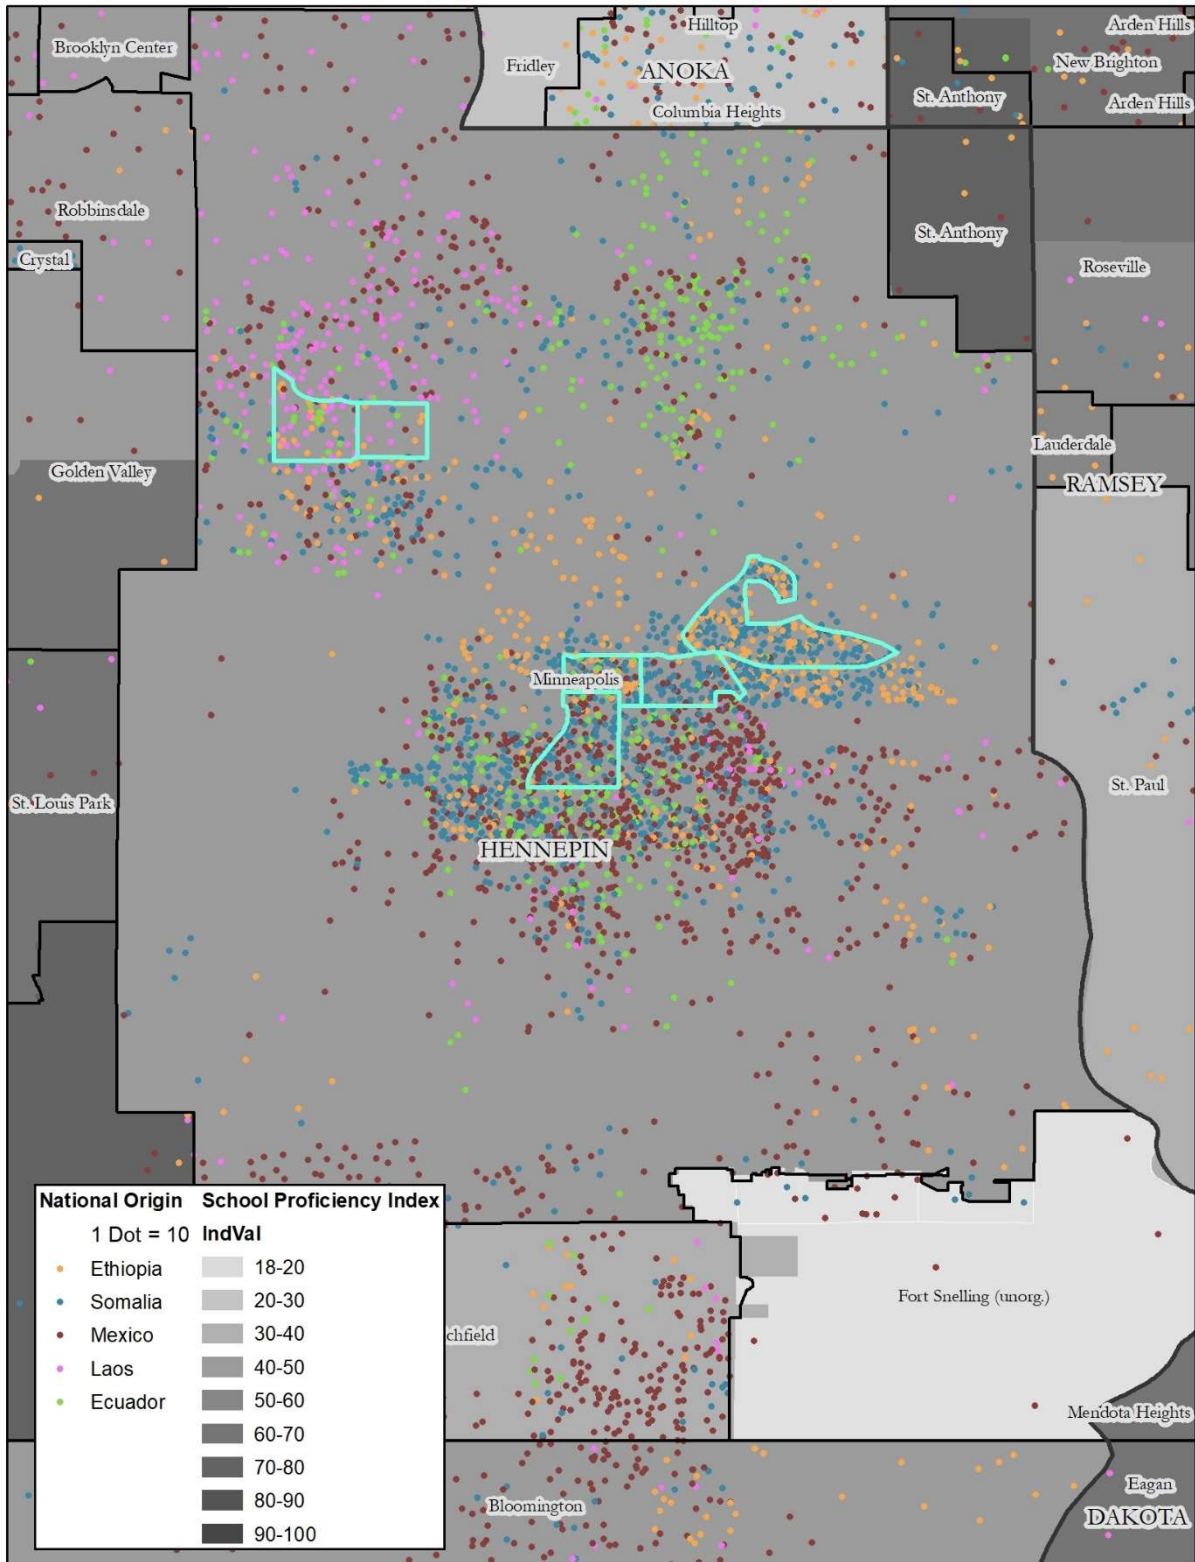 Hilltop
Arden Hills
Brooklyn Center
Fridley
ANOKA
New Brighton
St. Anthony
Arden Hills
Columbia Heights
Robbinsdale
St. Anthony
Crystal
Roseville
Golden Valley
Lauderdale
RAMSEY
Minneapolis
St. Louis Park
St. Paul
HENNEPIN
National Origin School Proficiency Index
1 Dot = 10 IndVal
Ethiopia 18-20
Somalia 20-30
Mexico 30-40
Laos 40-50
Ecuador 50-60
60-70
70-80
80-90
90-100
Fort Snelling (unorg.)
chfield
Mendota Heights
Eagan
Bloomington
DAKOTA